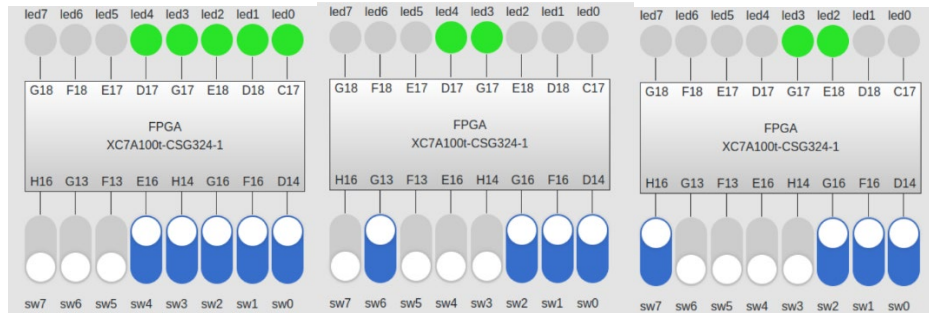 led7 led6 led5 led4 led3 led2 led1 led0
G18 F18 E17 D17 G17 E18 D18 C17
FPGA
XC7A100t-CSG324-1
H16 G13 F13 E16 H14 G16 F16 D14
sw7 sw6 sw5 sw4 sw3 sw2 sw1 sw0
led7 led6 led5 led4 led3 led2 led1 led0
G18 F18 E17 D17 G17 E18 D18 C17
FPGA
XC7A100t-CSG324-1
H16 G13 F13 E16 H14 G16 F16 D14
sw7 sw6 sw5 sw4 sw3 sw2 sw1 sw0
led7 led6 led5 led4 led3 led2 led1 led0
G18 F18 E17 D17 G17 E18 D18 C17
FPGA
XC7A100t-CSG324-1
H16 G13 F13 E16 H14 G16 F16 D14
sw7 sw6 sw5 sw4 sw3 sw2 sw1 sw0